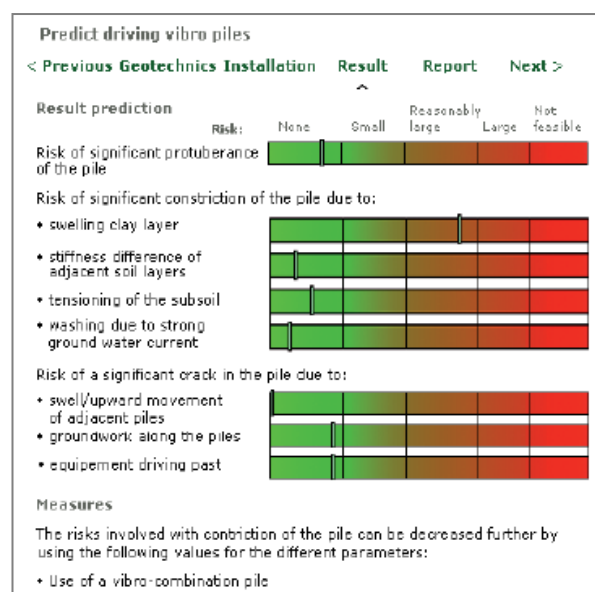 Predict driving vibro piles
< Previous Geotechnics Installation Result Report Next >
^
Result prediction
Risk: None Small Reasonably large Large Not feasible
Risk of significant protuberance
of the pile
Risk of significant constriction of the pile due to:
• swelling clay layer
• stiffness difference of
adjacent soil layers
• tensioning of the subsoil
• washing due to strong
ground water current
Risk of a significant crack in the pile due to:
• swell/upward movement
of adjacent piles
• groundwork along the piles
• equipement driving past
Measures
The risks involved with contriction of the pile can be decreased further by
using the following values for the different parameters:
• Use of a vibro-combination pile